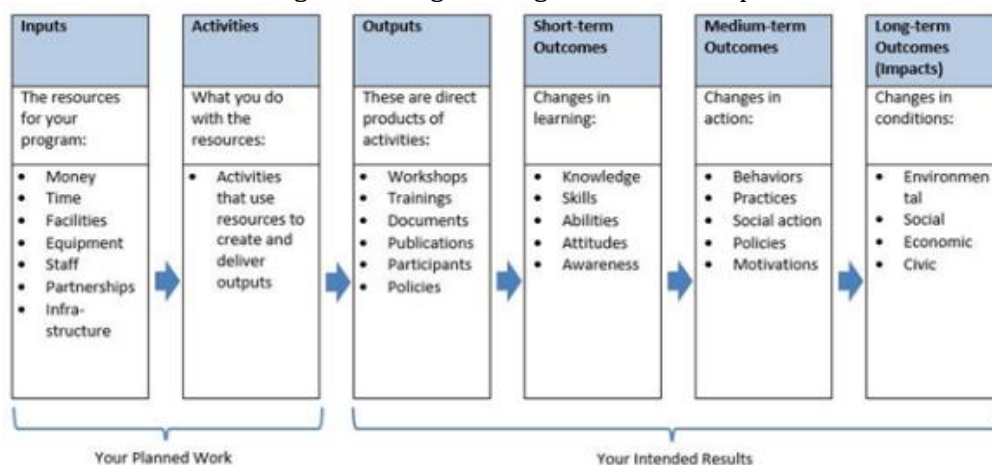 Inputs
The resources
for your
program:
• Money
• Time
• Facilities
• Equipment
• Staff
• Partnerships
• Infra-
structure
Activities
What you do
with the
resources:
• Activities
that use
resources to
create and
deliver
outputs
Outputs
These are direct
products of
activities:
• Workshops
• Trainings
• Documents
• Publications
• Participants
• Policies
Short-term
Outcomes
Changes in
learning:
• Knowledge
• Skills
• Abilities
• Attitudes
• Awareness
Medium-term
Outcomes
Changes in
action:
• Behaviors
• Practices
• Social action
• Policies
• Motivations
Long-term
Outcomes
(Impacts)
Changes in
conditions:
• Environmen
tal
• Social
• Economic
• Civic
Your Planned Work
Your Intended Results